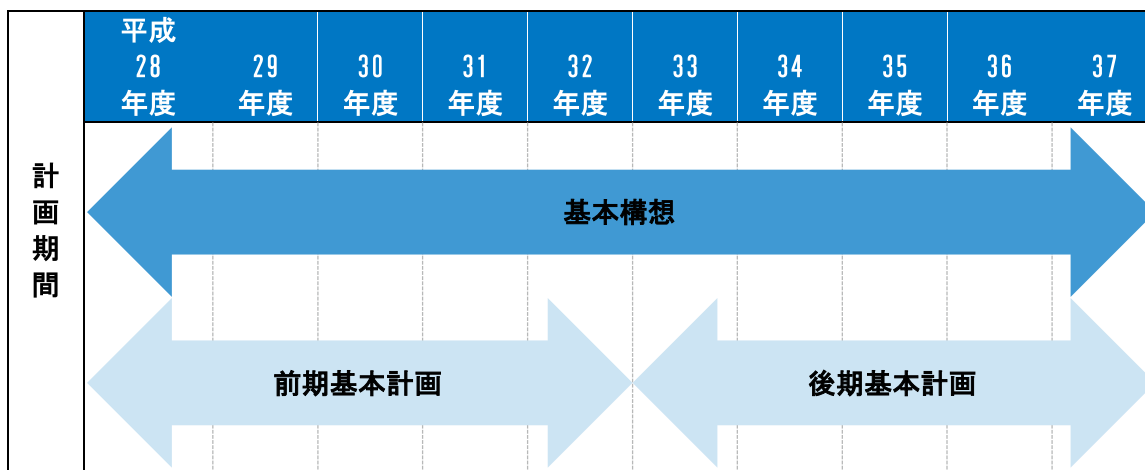 平成
28 29 30 31 32 33 34 35 36 37
年度 年度 年度 年度 年度 年度 年度 年度 年度 年度
計画期間
基本構想
前期基本計画 後期基本計画